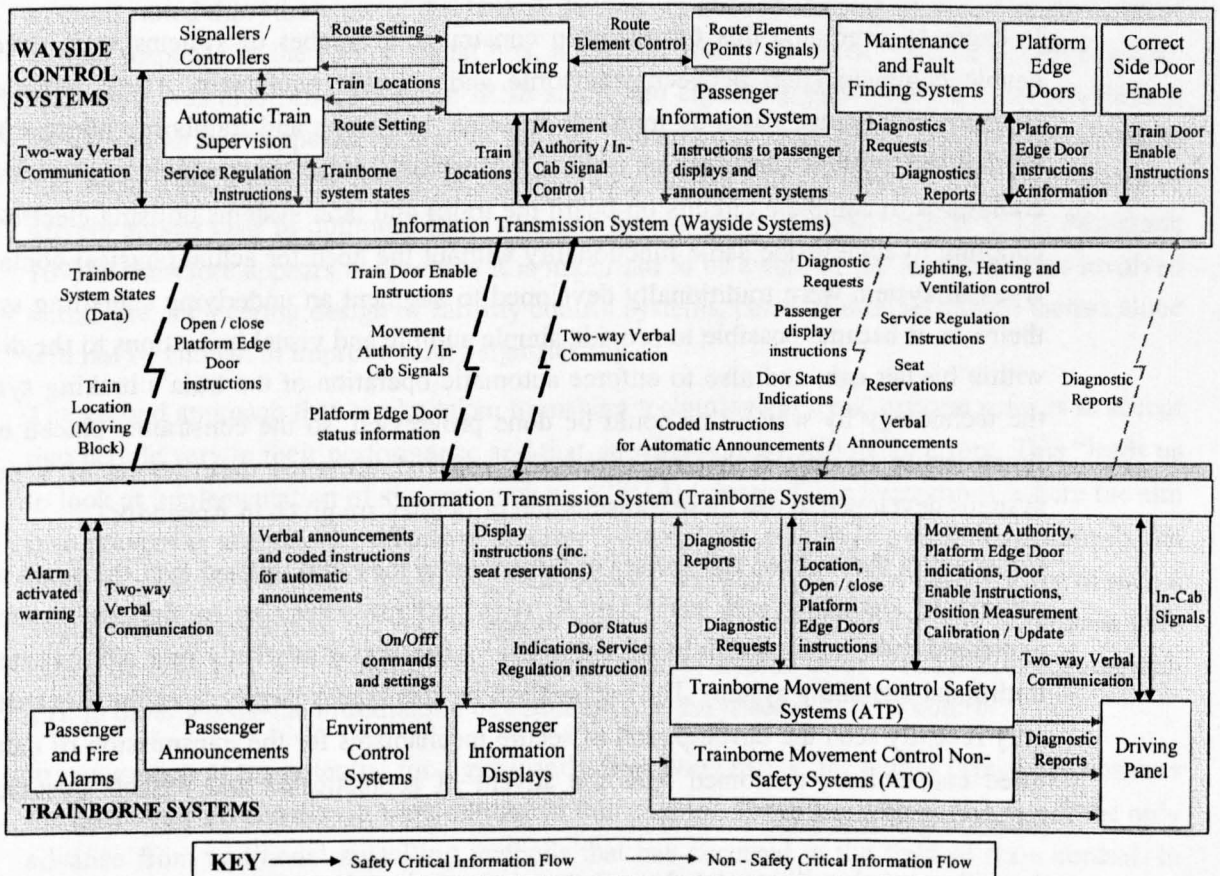 WAYSIDE
CONTROL
SYSTEMS
Signallers /
Controllers
Route Setting
Interlocking
Route
Element Control
Route Elements
(Points / Signals)
Maintenance
and Fault
Finding Systems
Platform
Edge
Doors
Correct
Side Door
Enable
Train Locations
Route Setting
Automatic Train
Supervision
Passenger
Information System
Two-way Verbal
Communication
Service Regulation
Instructions
Trainborne
system states
Train
Locations
Movement
Authority / In-
Cab Signal
Control
Instructions to passenger
displays and
announcement systems
Diagnostics
Requests
Diagnostics
Reports
Platform
Edge Door
instructions
&information
Train Door
Enable
Instructions
Information Transmission System (Wayside Systems)
Trainborne
System States
(Data)
Open / close
Platform Edge
Door
instructions
Train
Location
(Moving
Block)
Train Door Enable
Instructions
Movement
Authority / In-
Cab Signals
Platform Edge Door
status information
Two-way Verbal
Communication
Diagnostic
Requests
Passenger
display
instructions
Door Status
Indications
Coded Instructions
for Automatic Announcements
Lighting, Heating and
Ventilation control
Service Regulation
Instructions
Seat
Reservations
Verbal
Announcements
Diagnostic
Reports
Information Transmission System (Trainborne System)
Alarm
activated
warning
Two-way
Verbal
Communication
Verbal announcements
and coded instructions
for automatic
announcements
On/Offf
commands
and settings
Display
instructions (inc.
seat reservations)
Door Status
Indications, Service
Regulation instruction
Diagnostic
Reports
Diagnostic
Requests
Train
Location,
Open / close
Platform
Edge Doors
instructions
Movement Authority,
Platform Edge Door
indications, Door
Enable Instructions,
Position Measurement
Calibration / Update
In-Cab
Signals
Two-way Verbal
Communication
Passenger
and Fire
Alarms
Passenger
Announcements
Environment
Control
Systems
Passenger
Information
Displays
Trainborne Movement Control Safety
Systems (ATP)
Trainborne Movement Control Non-
Safety Systems (ATO)
Diagnostic
Reports
Driving
Panel
TRAINBORNE SYSTEMS
KEY
Safety Critical Information Flow
Non - Safety Critical Information Flow